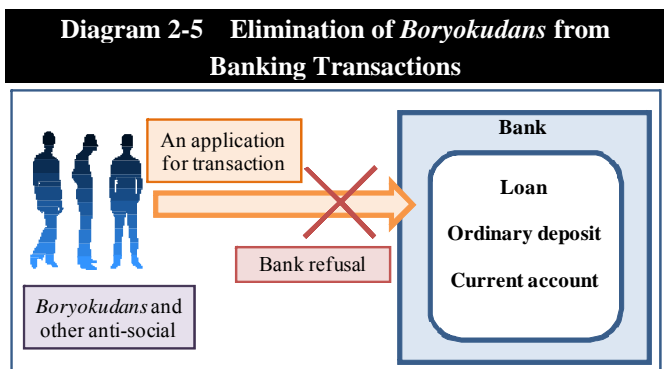 Diagram 2-5 Elimination of Boryokudans from
Banking Transactions
An application
for transaction
Bank
Loan
Ordinary deposit
Current account
Bank refusal
Boryokudans and
other anti-social